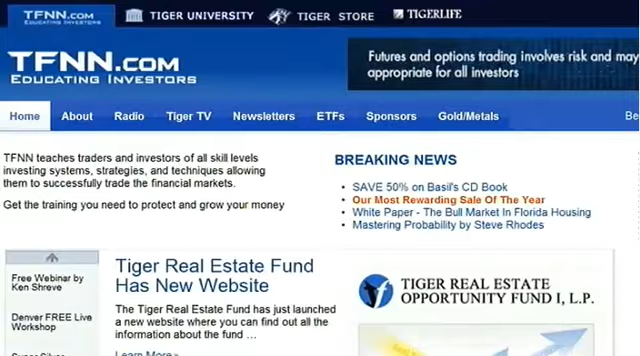 TFNN.COM
EDUCATING INVESTORS
TIGER UNIVERSITY
TIGER STORE
TIGERLIFE
TFNN.COM
EDUCATING INVESTORS
Futures and options trading involves risk and may
appropriate for all investors
Home About Radio Tiger TV Newsletters ETFs Sponsors Gold/Metals Be
TFNN teaches traders and investors of all skill levels
investing systems, strategies, and techniques allowing
them to successfully trade the financial markets.
Get the training you need to protect and grow your money
BREAKING NEWS
• SAVE 50% on Basil's CD Book
• Our Most Rewarding Sale Of The Year
• White Paper - The Bull Market In Florida Housing
• Mastering Probability by Steve Rhodes
Free Webinar by
Ken Shreve
Denver FREE Live
Workshop
Super Silver
Tiger Real Estate Fund
Has New Website
The Tiger Real Estate Fund has just launched
a new website where you can find out all the
information about the fund ...
Learn More
TIGER REAL ESTATE
OPPORTUNITY FUND I, L.P.